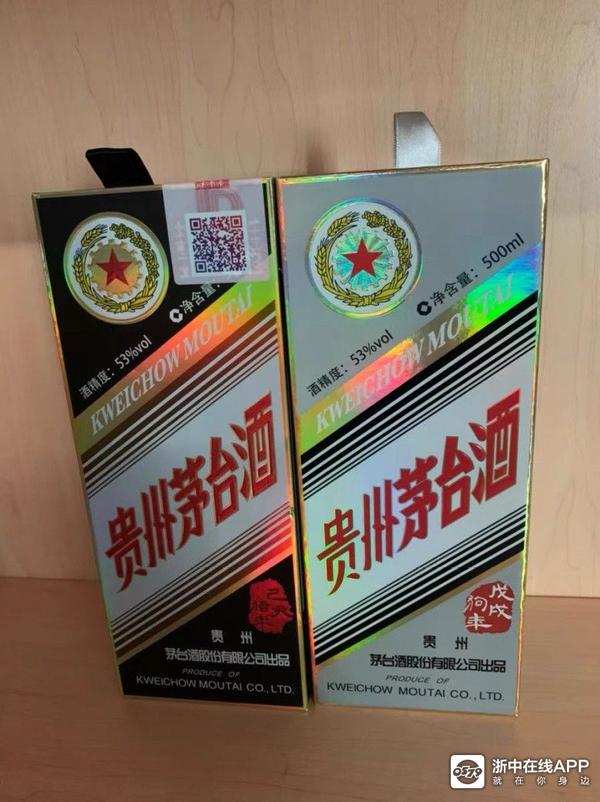 净含量:
酒精度：53%vol
KWEICHOW MOUTAI
贵州茅台酒
己亥
猪年
贵州
茅台酒股份有限公司出品
PRODUCE OF
KWEICHOW MOUTAI CO., LTD.
净含量：500ml
酒精度：53%vol
KWEICHOW MOUTAI
贵州茅台酒
戊戌
狗年
贵州
茅台酒股份有限公司出品
PRODUCE OF
KWEICHOW MOUTAI CO., LTD.
浙中在线APP
就在你身边